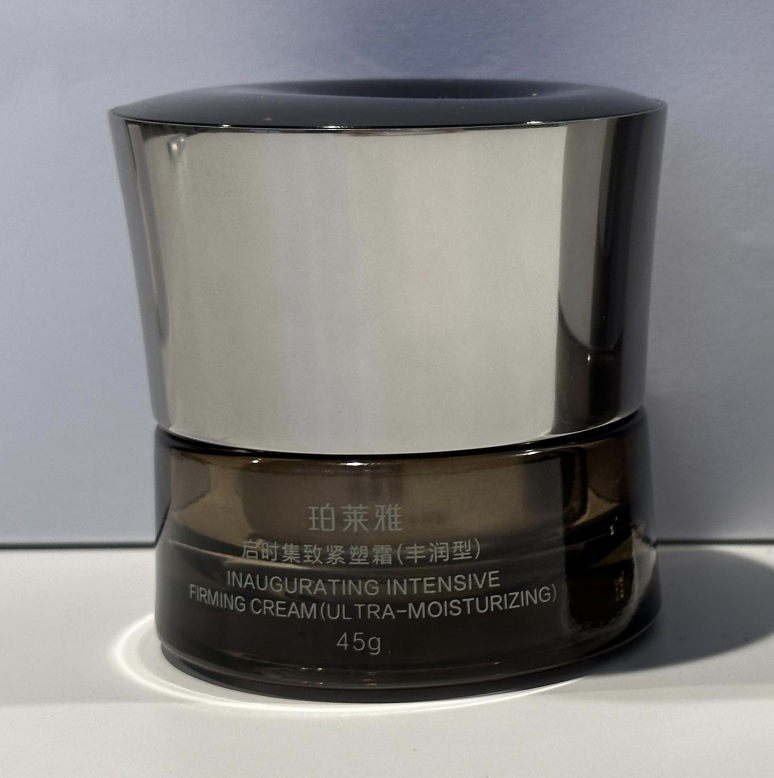 珀莱雅
启时集致紧塑霜(丰润型)
INAUGURATING INTENSIVE
FIRMING CREAM(ULTRA-MOISTURIZING)
45g